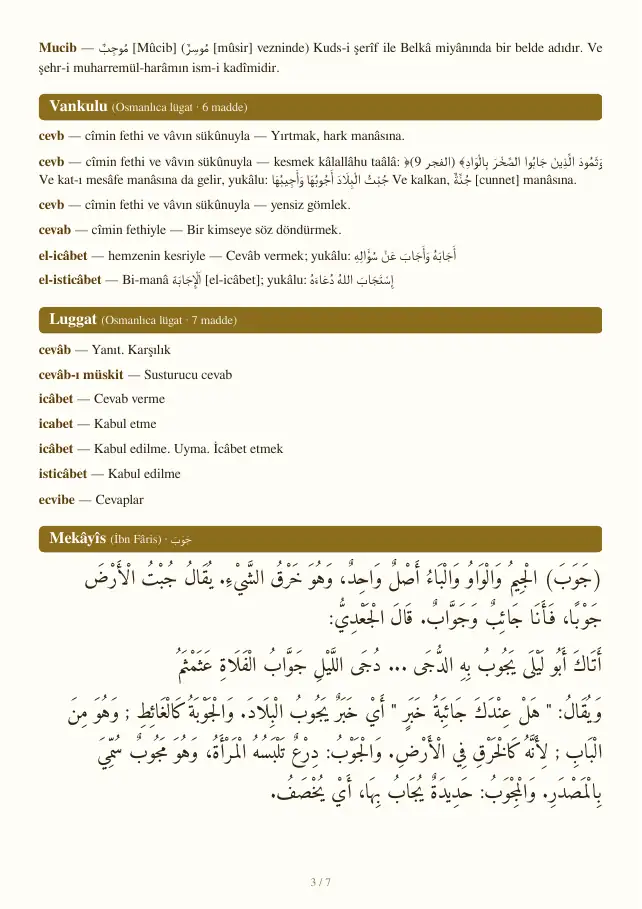 Mucib — مُوجِبٌ [Mûcib] (مُوسِرٌ [mûsir] vezninde) Kuds-i şerîf ile Belkâ miyânında bir belde adıdır. Ve
şehr-i muharremül-harâmın ism-i kadîmidir.
Vankulu (Osmanlıca lügat · 6 madde)
cevb — cîmin fethi ve vâvın sükûnuyla — Yırtmak, hark manâsına.
cevb — cîmin fethi ve vâvın sükûnuyla — kesmek kâlallâhu taâlâ: ﴿وَثَمُودَ الَّذِينَ جَابُوا الصَّخْرَ بِالْوَادِ﴾ (الفجر 9)
Ve kat-ı mesâfe manâsına da gelir, yukâlu: جُبْتُ الْبِلَادَ أَجُوبُهَا وَأَجِيبُهَا Ve kalkan, جُنَّةٌ [cunnet] manâsına.
cevb — cîmin fethi ve vâvın sükûnuyla — yensiz gömlek.
cevab — cîmin fethiyle — Bir kimseye söz döndürmek.
el-icâbet — hemzenin kesriyle — Cevâb vermek; yukâlu: أَجَابَهُ وَأَجَابَ عَنْ سُؤَالِهِ
el-isticâbet — Bi-manâ اَلْإِجَابَة [el-icâbet]; yukâlu: إِسْتَجَابَ اللهُ دُعَاءَهُ
Luggat (Osmanlıca lügat · 7 madde)
cevâb — Yanıt. Karşılık
cevâb-ı müskit — Susturucu cevab
icâbet — Cevab verme
icabet — Kabul etme
icâbet — Kabul edilme. Uyma. İcâbet etmek
isticâbet — Kabul edilme
ecvibe — Cevaplar
Mekâyîs (İbn Fâris) · جَوَبَ
(جَوَبَ) الْجِيمُ وَالْوَاوُ وَالْبَاءُ أَصْلٌ وَاحِدٌ، وَهُوَ خَرْقُ الشَّيْءِ. يُقَالُ جُبْتُ الْأَرْضَ
جَوْبًا، فَأَنَا جَائِبٌ وَجَوَّابٌ. قَالَ الْجَعْدِيُّ:
أَتَاكَ أَبُو لَيْلَى يَجُوبُ بِهِ الدُّجَى ... دُجَى اللَّيْلِ جَوَّابُ الْفَلَاةِ عَثَمْثَمُ
وَيُقَالُ: " هَلْ عِنْدَكَ جَائِبَةُ خَبَرٍ " أَيْ خَبَرٌ يَجُوبُ الْبِلَادَ. وَالْجَوْبَةُ كَالْغَائِطِ ; وَهُوَ مِنَ
الْبَابِ ; لِأَنَّهُ كَالْخَرْقِ فِي الْأَرْضِ. وَالْجَوْبُ: دِرْعٌ تَلْبَسُهُ الْمَرْأَةُ، وَهُوَ مَجُوبٌ سُمِّيَ
بِالْمَصْدَرِ. وَالْمِجْوَبُ: حَدِيدَةٌ يُجَابُ بِهَا، أَيْ يُخْصَفُ.
3 / 7